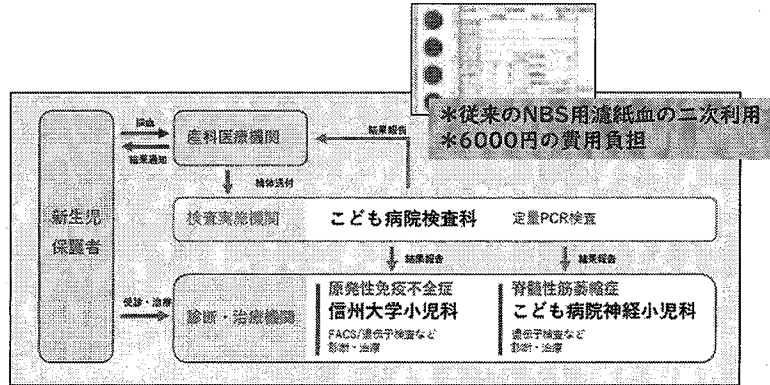 *従来のNBS用濾紙血の二次利用
*6000円の費用負担
採血
結果通知
産科医療機関
結果報告
検体送付
新生児
保護者
検査実施機関
こども病院検査科
定量PCR検査
結果報告
結果報告
受診・治療
診断・治療機関
原発性免疫不全症
信州大学小児科
FACS/遺伝子検査など
診断・治療
脊髄性筋萎縮症
こども病院神経小児科
遺伝子検査など
診断・治療